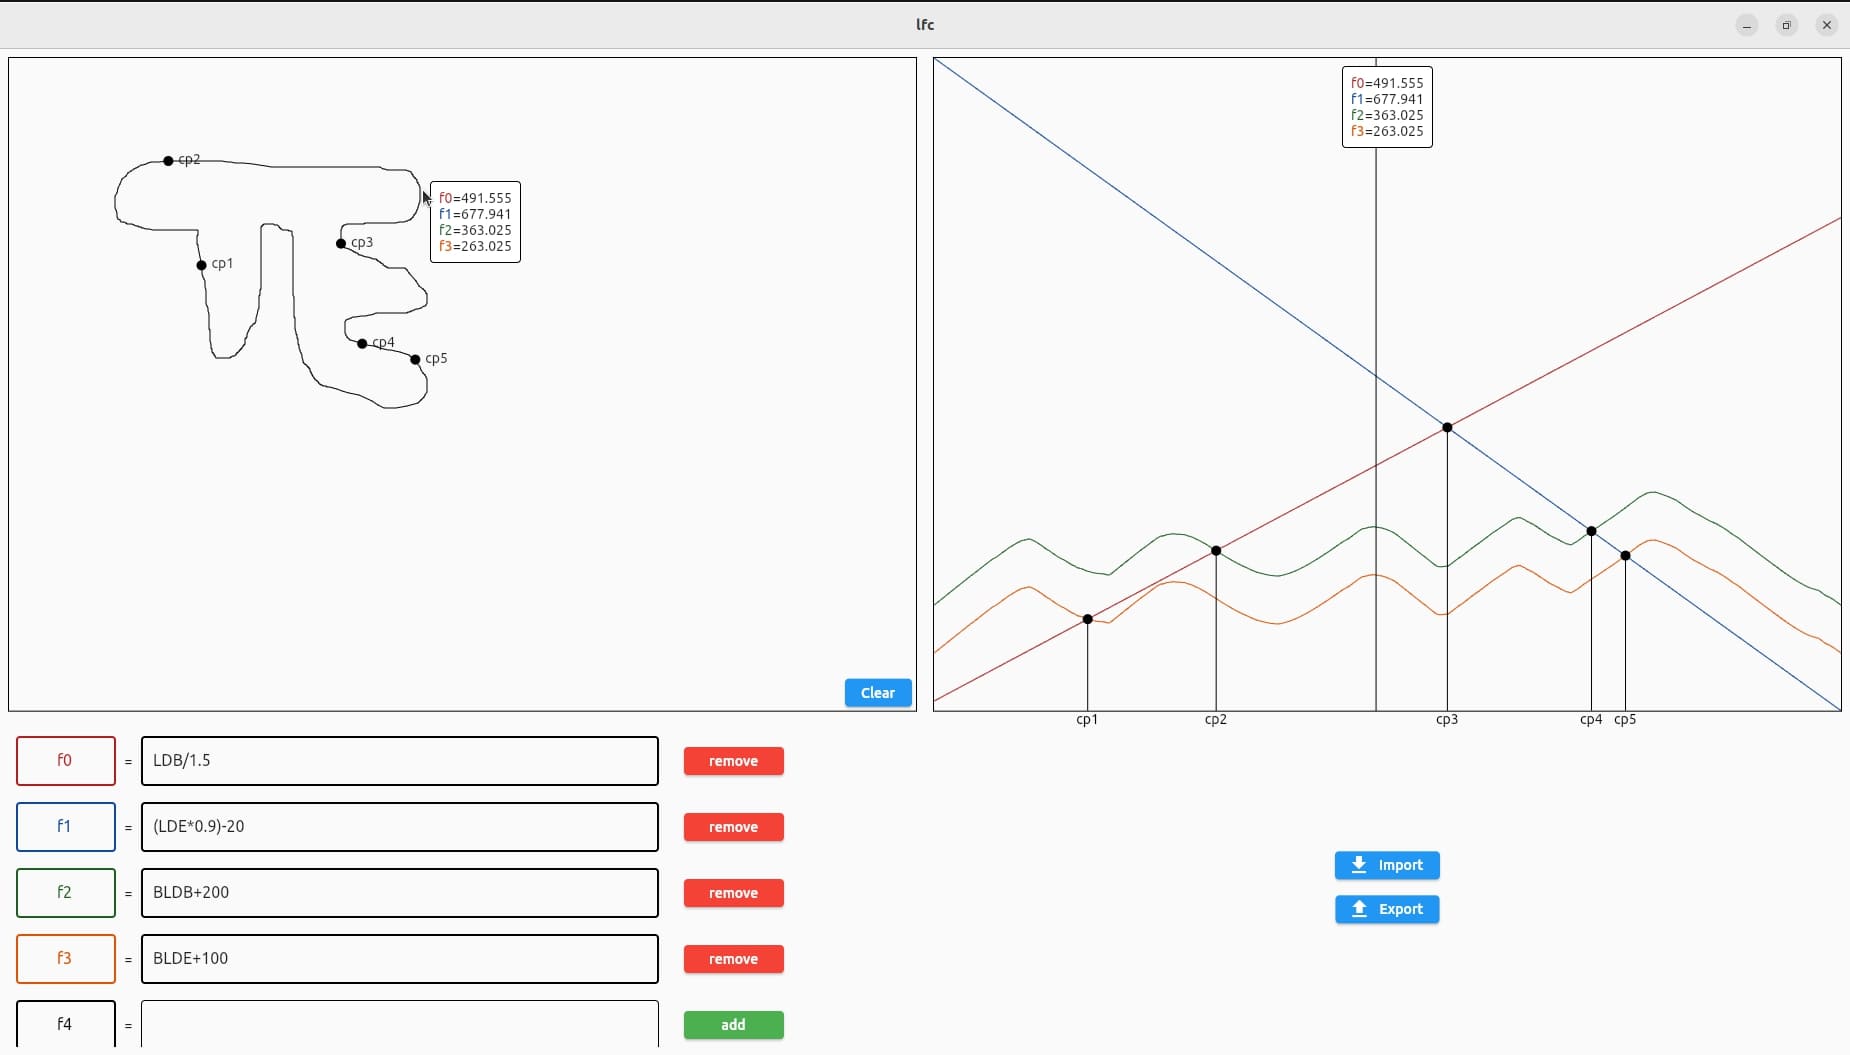 lfc
cp2
cp3
cp1
cp4
cp5
f0=491.555
f1=677.941
f2=363.025
f3=263.025
Clear
f0=491.555
f1=677.941
f2=363.025
f3=263.025
cp1 cp2 cp3 cp4 cp5
f0 = LDB/1.5 remove
f1 = (LDE*0.9)-20 remove
f2 = BLDB+200 remove
f3 = BLDE+100 remove
f4 = add
Import
Export